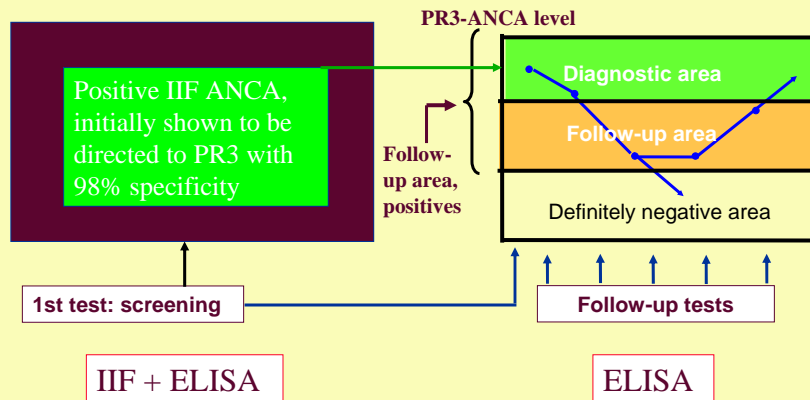 PR3-ANCA level
Positive IIF ANCA,
initially shown to be
directed to PR3 with
98% specificity
Diagnostic area
Follow-up area
Follow-
up area,
positives
Definitely negative area
1st test: screening
Follow-up tests
IIF + ELISA
ELISA